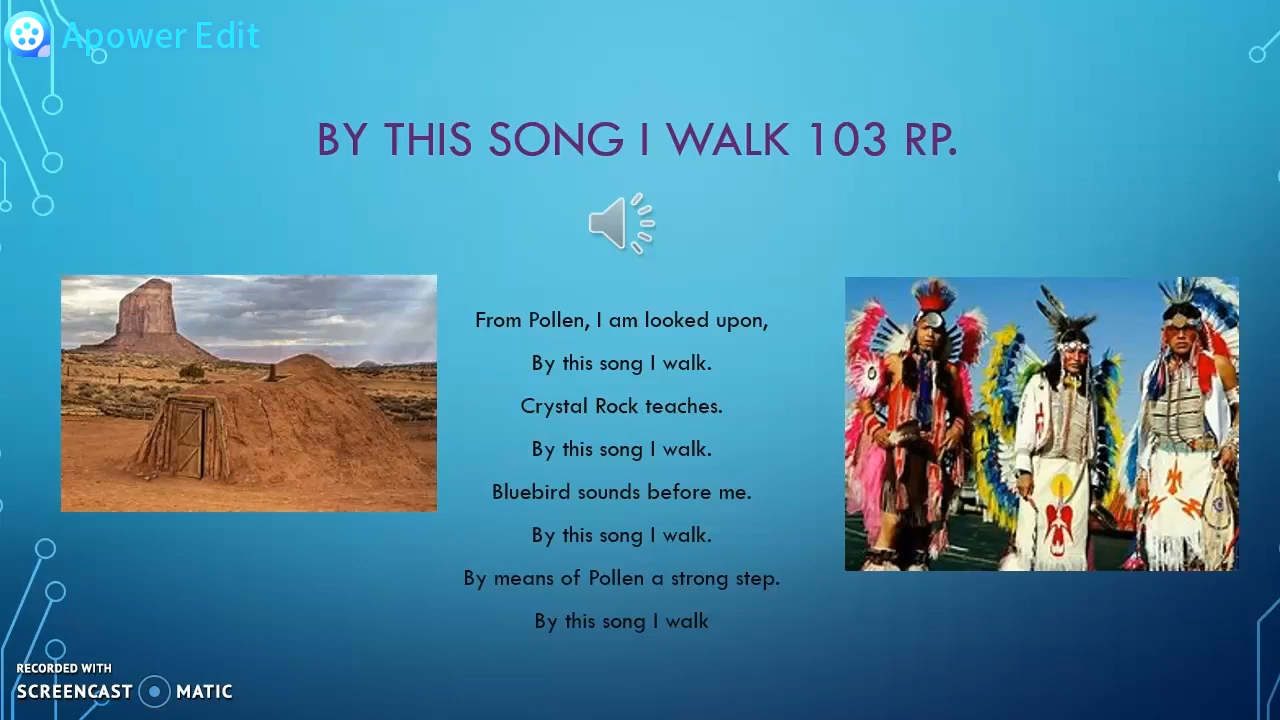 Apower Edit
BY THIS SONG I WALK 103 RP.
From Pollen, I am looked upon,
By this song I walk.
Crystal Rock teaches.
By this song I walk.
Bluebird sounds before me.
By this song I walk.
By means of Pollen a strong step.
By this song I walk
RECORDED WITH
SCREENCAST MATIC